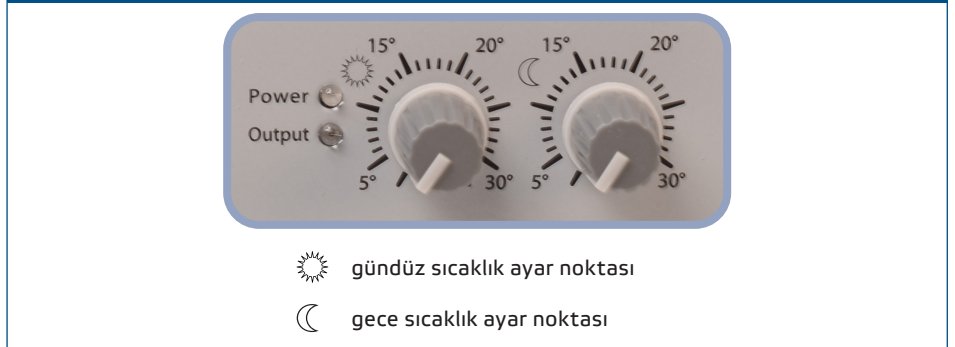 15° 20° 15° 20°
Power
Output
5° 30° 5° 30°
gündüz sıcaklık ayar noktası
gece sıcaklık ayar noktası